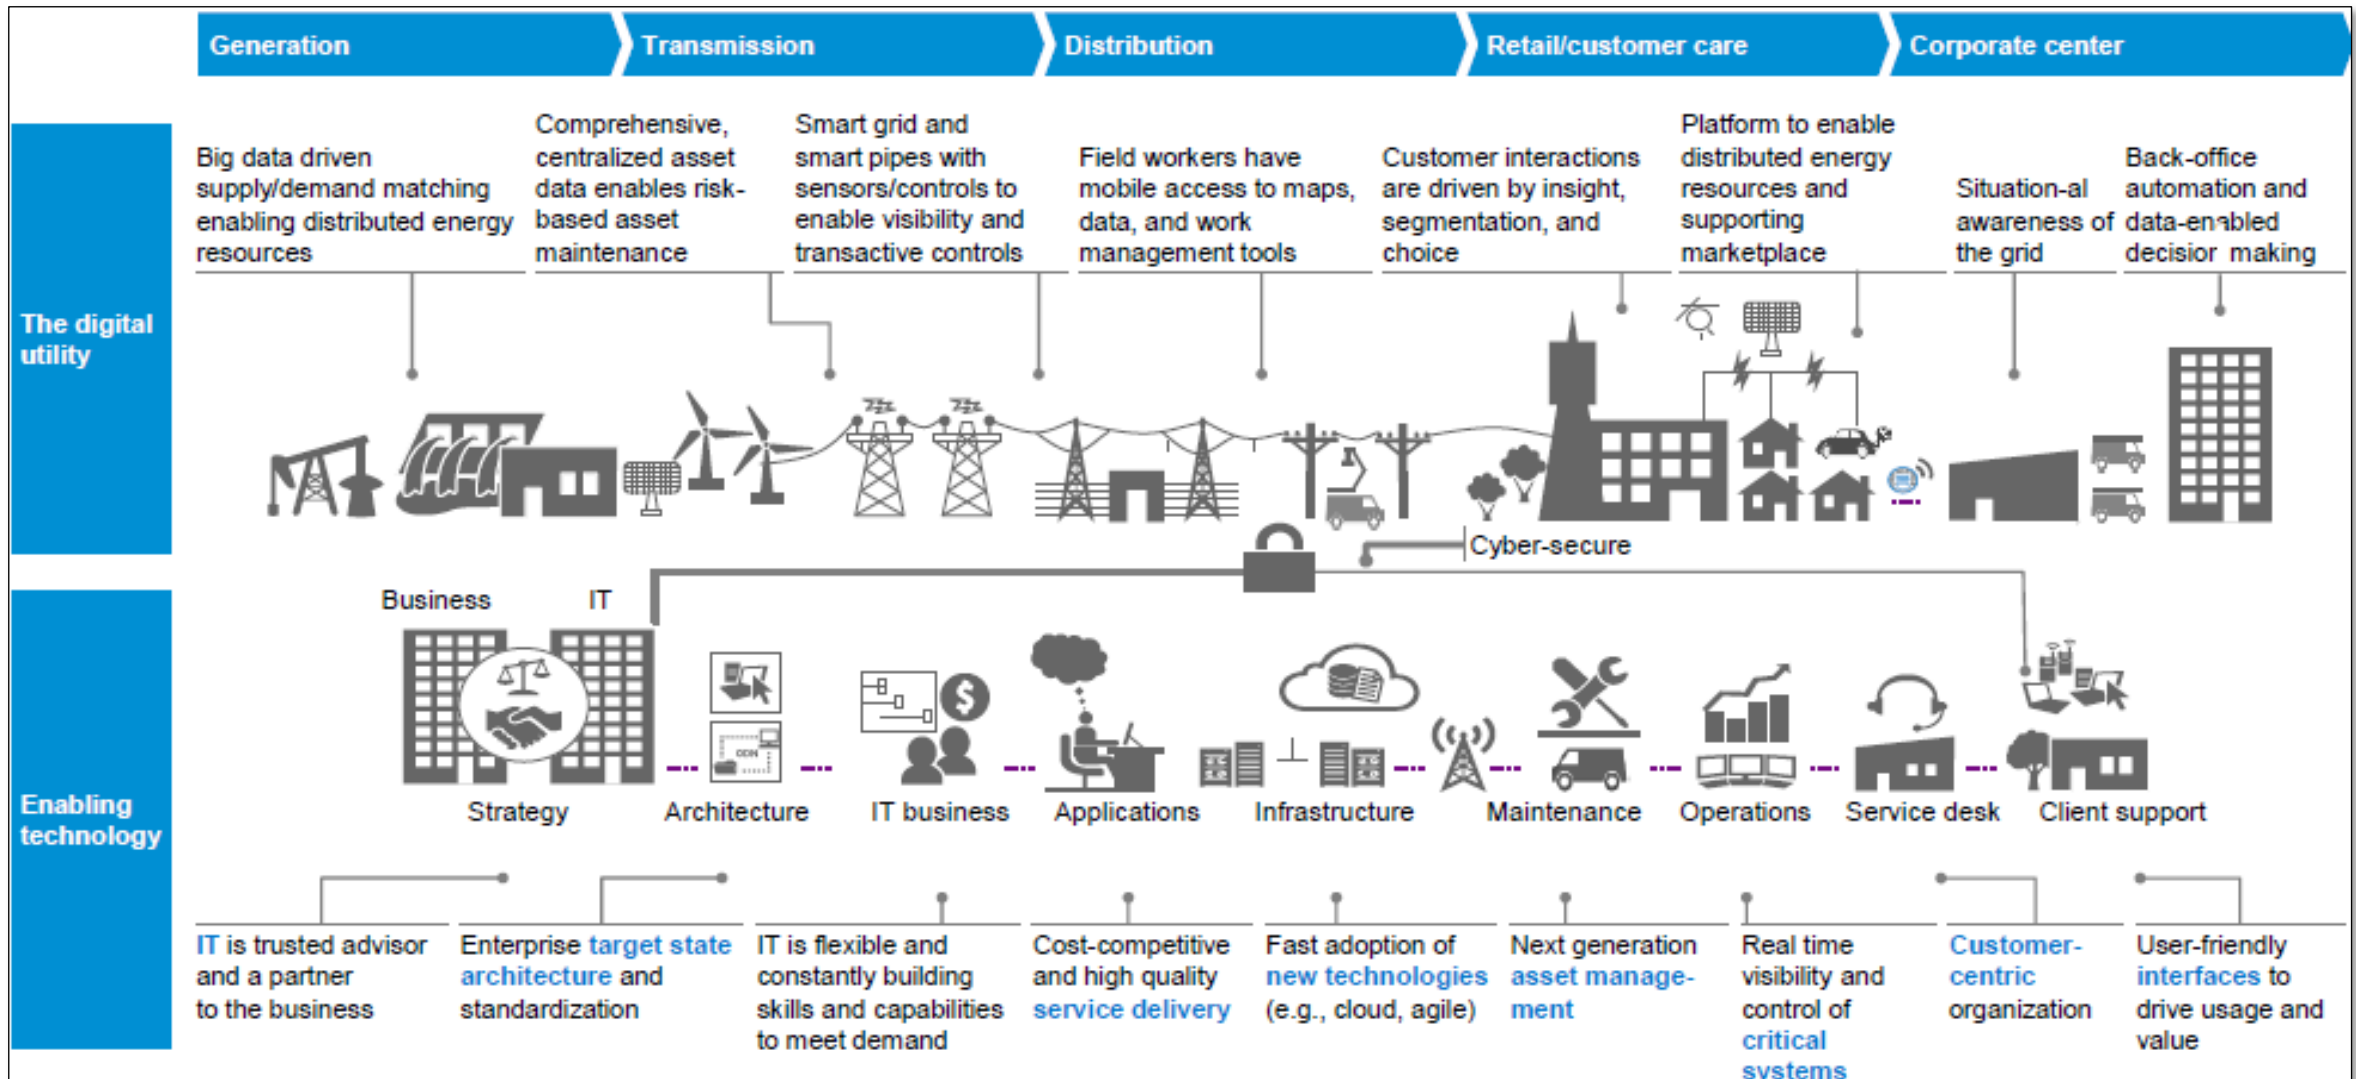 Generation
Transmission
Distribution
Retail/customer care
Corporate center
The digital
utility
Big data driven
supply/demand matching
enabling distributed energy
resources
Comprehensive,
centralized asset
data enables risk-
based asset
maintenance
Smart grid and
smart pipes with
sensors/controls to
enable visibility and
transactive controls
Field workers have
mobile access to maps,
data, and work
management tools
Customer interactions
are driven by insight,
segmentation, and
choice
Platform to enable
distributed energy
resources and
supporting
marketplace
Situation-al
awareness of
the grid
Back-office
automation and
data-enabled
decision making
Cyber-secure
Enabling
technology
Business
IT
Strategy
Architecture
IT business
Applications
Infrastructure
Maintenance
Operations
Service desk
Client support
IT is trusted advisor
and a partner
to the business
Enterprise target state
architecture and
standardization
IT is flexible and
constantly building
skills and capabilities
to meet demand
Cost-competitive
and high quality
service delivery
Fast adoption of
new technologies
(e.g., cloud, agile)
Next generation
asset manage-
ment
Real time
visibility and
control of
critical
systems
Customer-
centric
organization
User-friendly
interfaces to
drive usage and
value